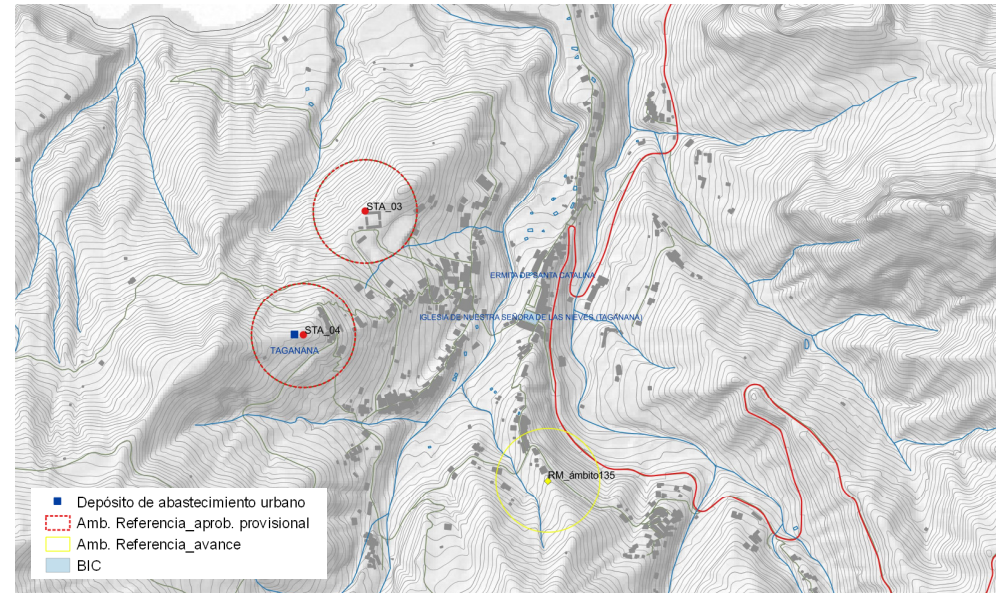 STA_03
ERMITA DE SANTA CATALINA
IGLESIA DE NUESTRA SEÑORA DE LAS NIEVES (TAGANANA)
STA_04
TAGANANA
RM_ámbito135
Depósito de abastecimiento urbano
Amb. Referencia_aprob. provisional
Amb. Referencia_avance
BIC